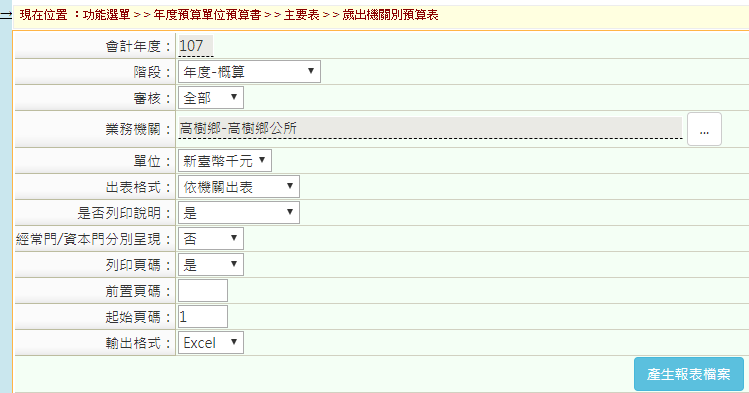 → 現在位置 ：功能選單>>年度預算單位預算書>>主要表>>歲出機關別預算表
會計年度： 107
階段： 年度-概算
審核： 全部
業務機關： 高樹鄉-高樹鄉公所 ...
單位： 新臺幣千元
出表格式： 依機關出表
是否列印說明： 是
經常門/資本門分別呈現： 否
列印頁碼： 是
前置頁碼：
起始頁碼： 1
輸出格式： Excel
產生報表檔案